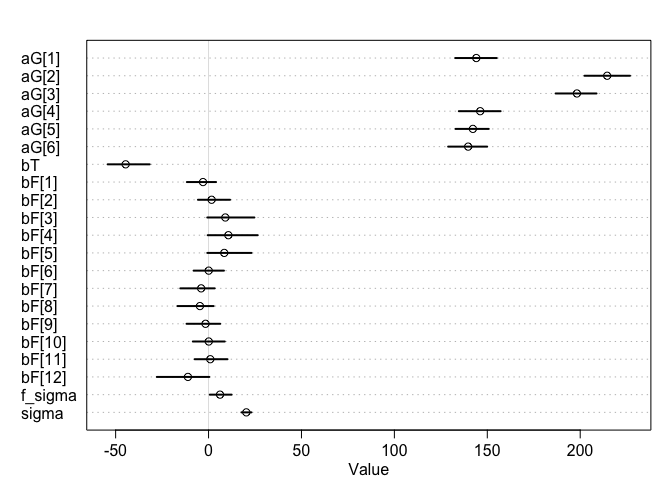 aG[1]
aG[2]
aG[3]
aG[4]
aG[5]
aG[6]
bT
bF[1]
bF[2]
bF[3]
bF[4]
bF[5]
bF[6]
bF[7]
bF[8]
bF[9]
bF[10]
bF[11]
bF[12]
f_sigma
sigma
-50 0 50 100 150 200
Value